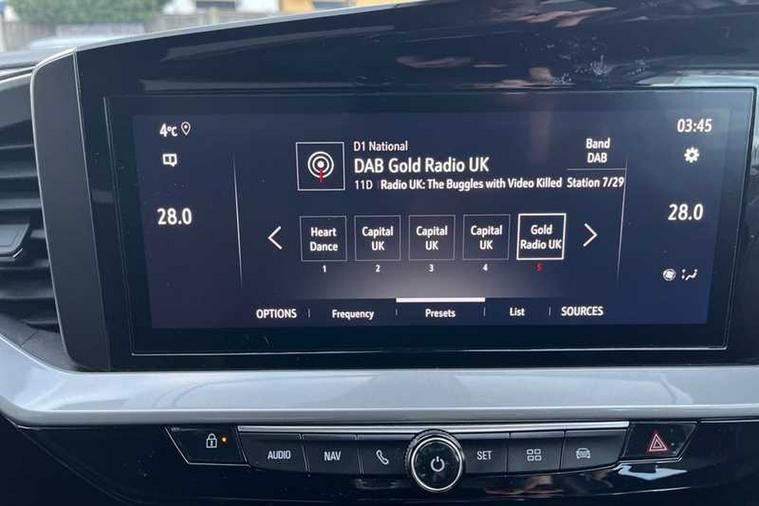 4°C
03:45
D1 National
Band
DAB Gold Radio UK
DAB
11D Radio UK: The Buggles with Video Killed Station 7/29
28.0
28.0
Heart Dance
Capital UK
Capital UK
Capital UK
Gold Radio UK
1
2
3
4
5
OPTIONS
Frequency
Presets
List
SOURCES
AUDIO
NAV
SET